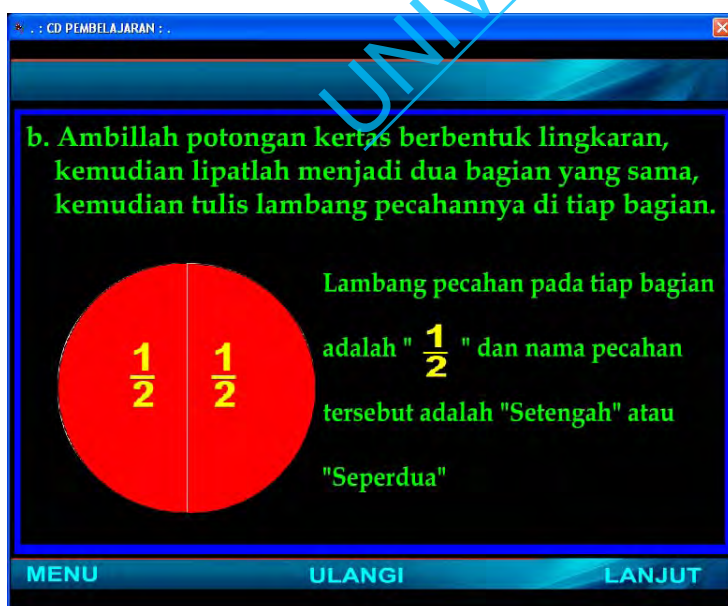 . : CD PEMBELAJARAN : .
b. Ambillah potongan kertas berbentuk lingkaran,
kemudian lipatlah menjadi dua bagian yang sama,
kemudian tulis lambang pecahannya di tiap bagian.
1/2 1/2
Lambang pecahan pada tiap bagian
adalah " 1/2 " dan nama pecahan
tersebut adalah "Setengah" atau
"Seperdua"
MENU ULANGI LANJUT